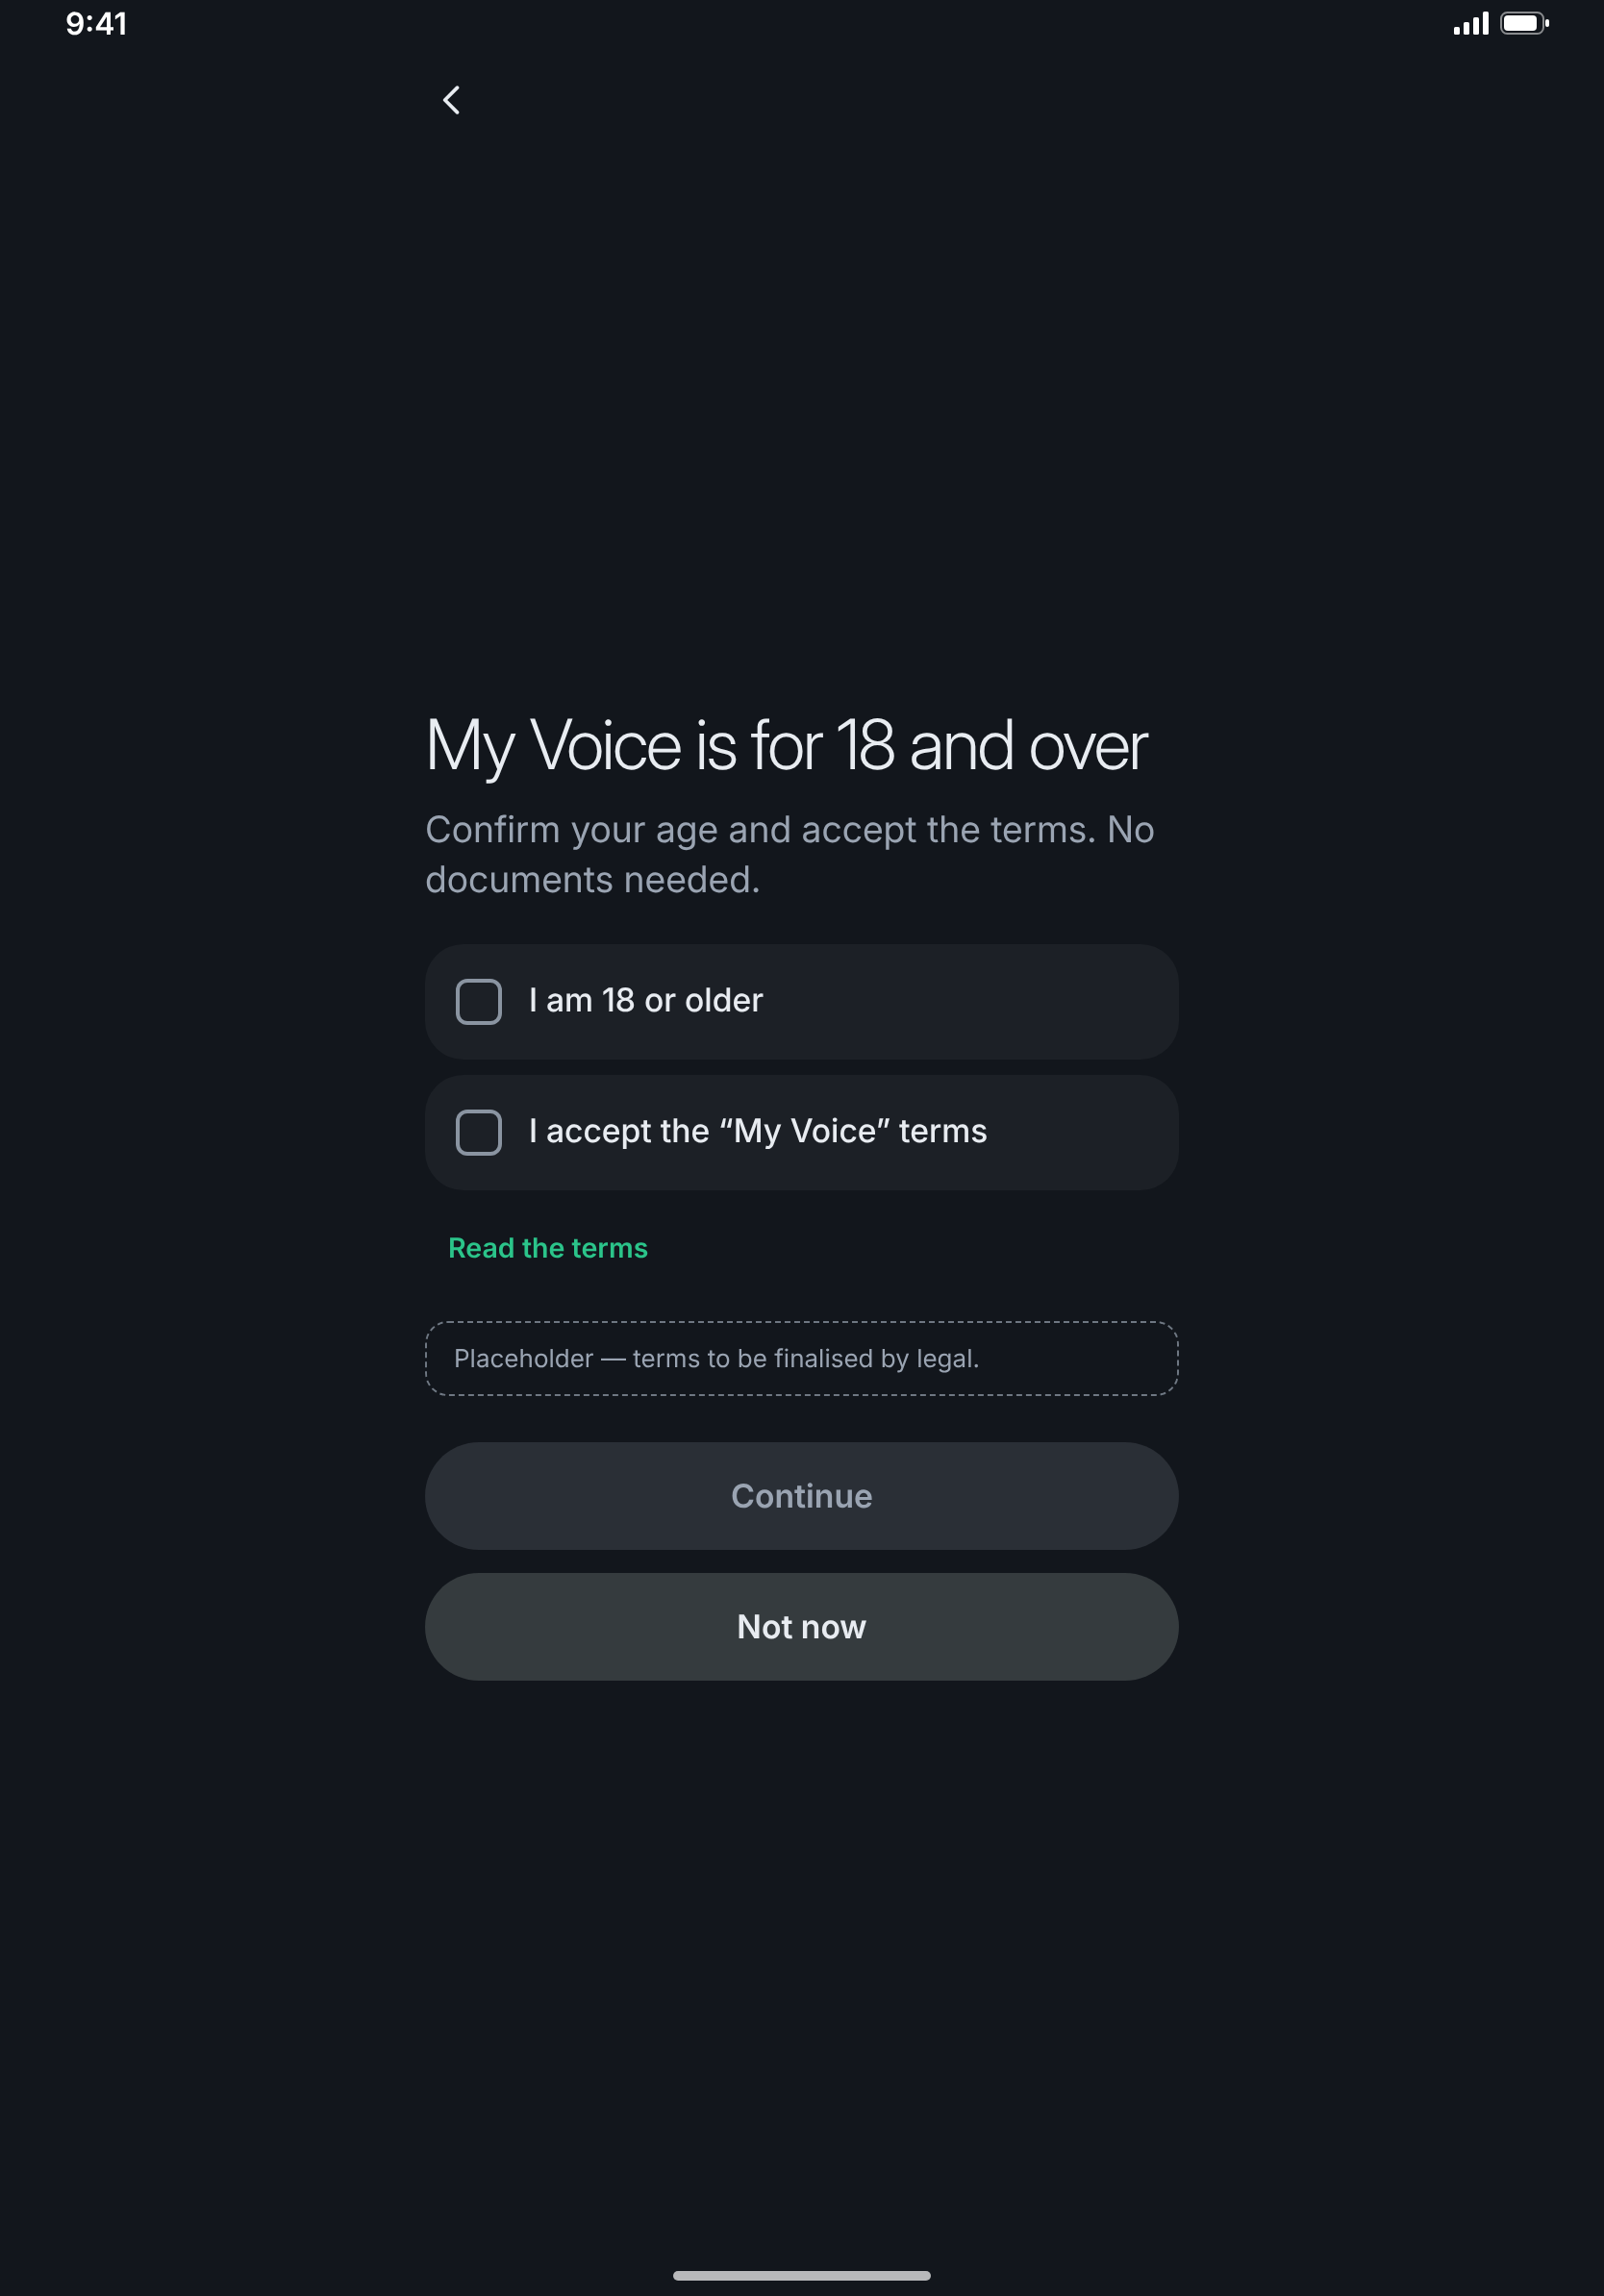 9:41
My Voice is for 18 and over
Confirm your age and accept the terms. No
documents needed.
I am 18 or older
I accept the “My Voice” terms
Read the terms
Placeholder — terms to be finalised by legal.
Continue
Not now